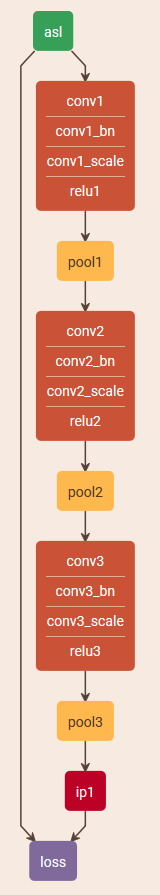 asl
conv1
conv1_bn
conv1_scale
relu1
pool1
conv2
conv2_bn
conv2_scale
relu2
pool2
conv3
conv3_bn
conv3_scale
relu3
pool3
ip1
loss